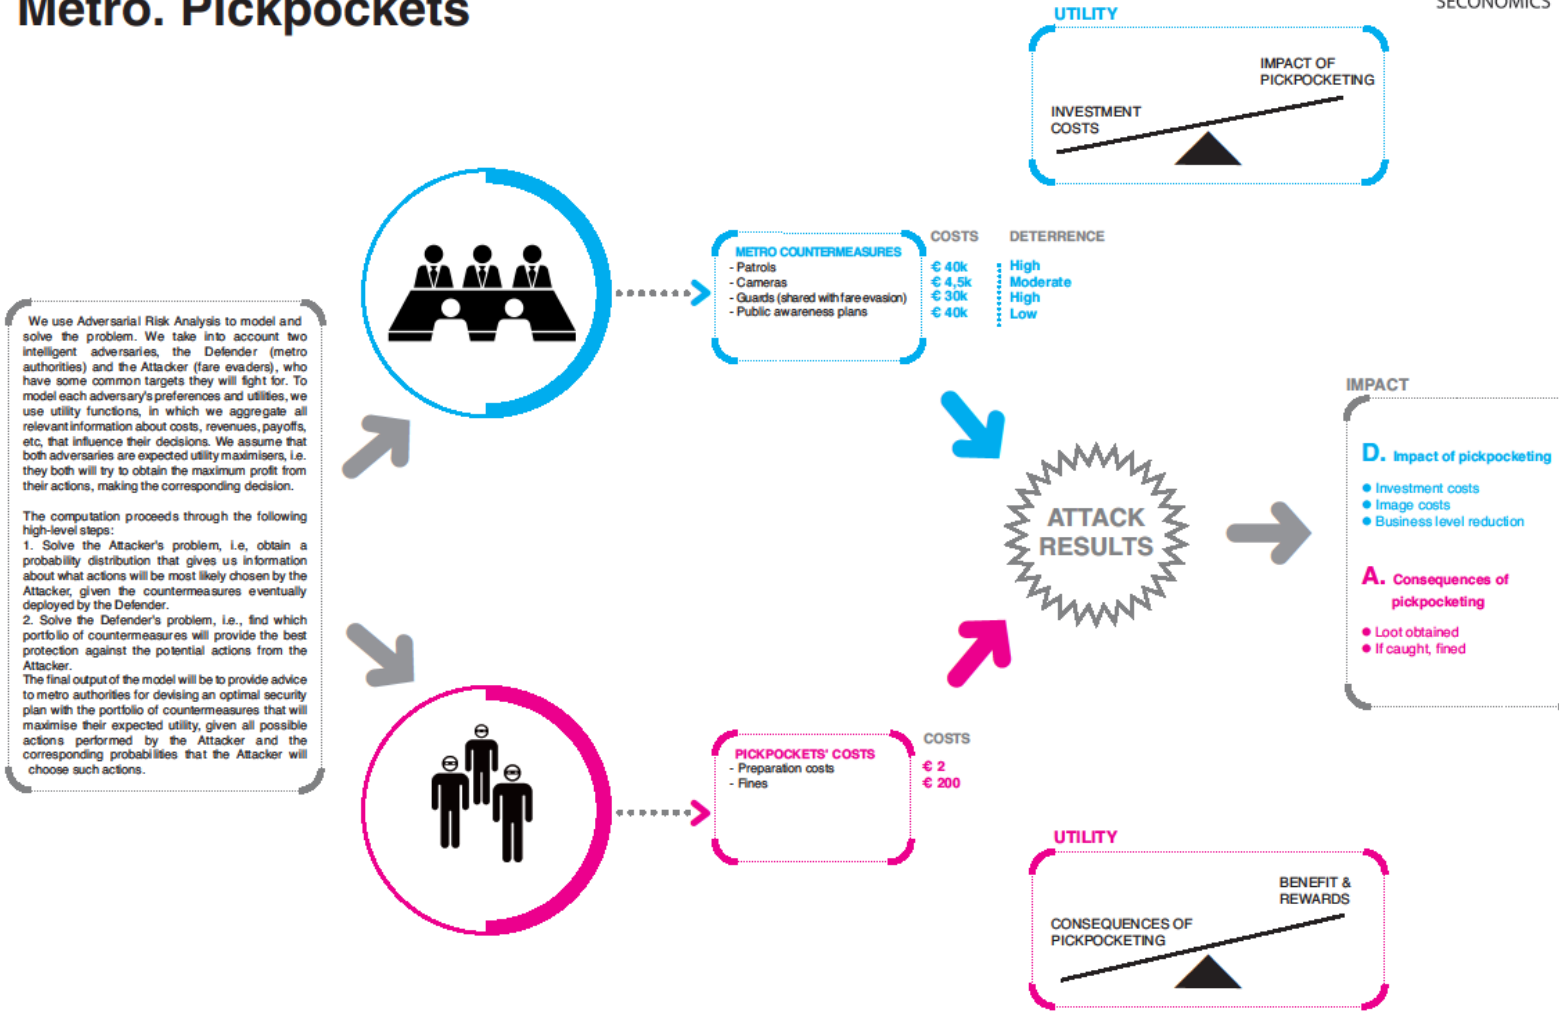 Metro. Pickpockets
SECONOMICS
We use Adversarial Risk Analysis to model and
solve the problem. We take into account two
intelligent adversaries, the Defender (metro
authorities) and the Attacker (fare evaders), who
have some common targets they will fight for. To
model each adversary's preferences and utilities, we
use utility functions, in which we aggregate all
relevant information about costs, revenues, payoffs,
etc, that influence their decisions. We assume that
both adversaries are expected utility maximisers, i.e.
they both will try to obtain the maximum profit from
their actions, making the corresponding decision.
The computation proceeds through the following
high-level steps:
1. Solve the Attacker's problem, i.e, obtain a
probability distribution that gives us information
about what actions will be most likely chosen by the
Attacker, given the countermeasures eventually
deployed by the Defender.
2. Solve the Defender's problem, i.e., find which
portfolio of countermeasures will provide the best
protection against the potential actions from the
Attacker.
The final output of the model will be to provide advice
to metro authorities for devising an optimal security
plan with the portfolio of countermeasures that will
maximise their expected utility, given all possible
actions performed by the Attacker and the
corresponding probabilities that the Attacker will
choose such actions.
METRO COUNTERMEASURES
- Patrols
- Cameras
- Guards (shared with fare evasion)
- Public awareness plans
COSTS
€ 40k
€ 4,5k
€ 30k
€ 40k
DETERRENCE
High
Moderate
High
Low
UTILITY
IMPACT OF
PICKPOCKETING
INVESTMENT
COSTS
PICKPOCKETS' COSTS
- Preparation costs
- Fines
COSTS
€ 2
€ 200
ATTACK
RESULTS
UTILITY
BENEFIT &
REWARDS
CONSEQUENCES OF
PICKPOCKETING
IMPACT
D. Impact of pickpocketing
● Investment costs
● Image costs
● Business level reduction
A. Consequences of
pickpocketing
● Loot obtained
● If caught, fined